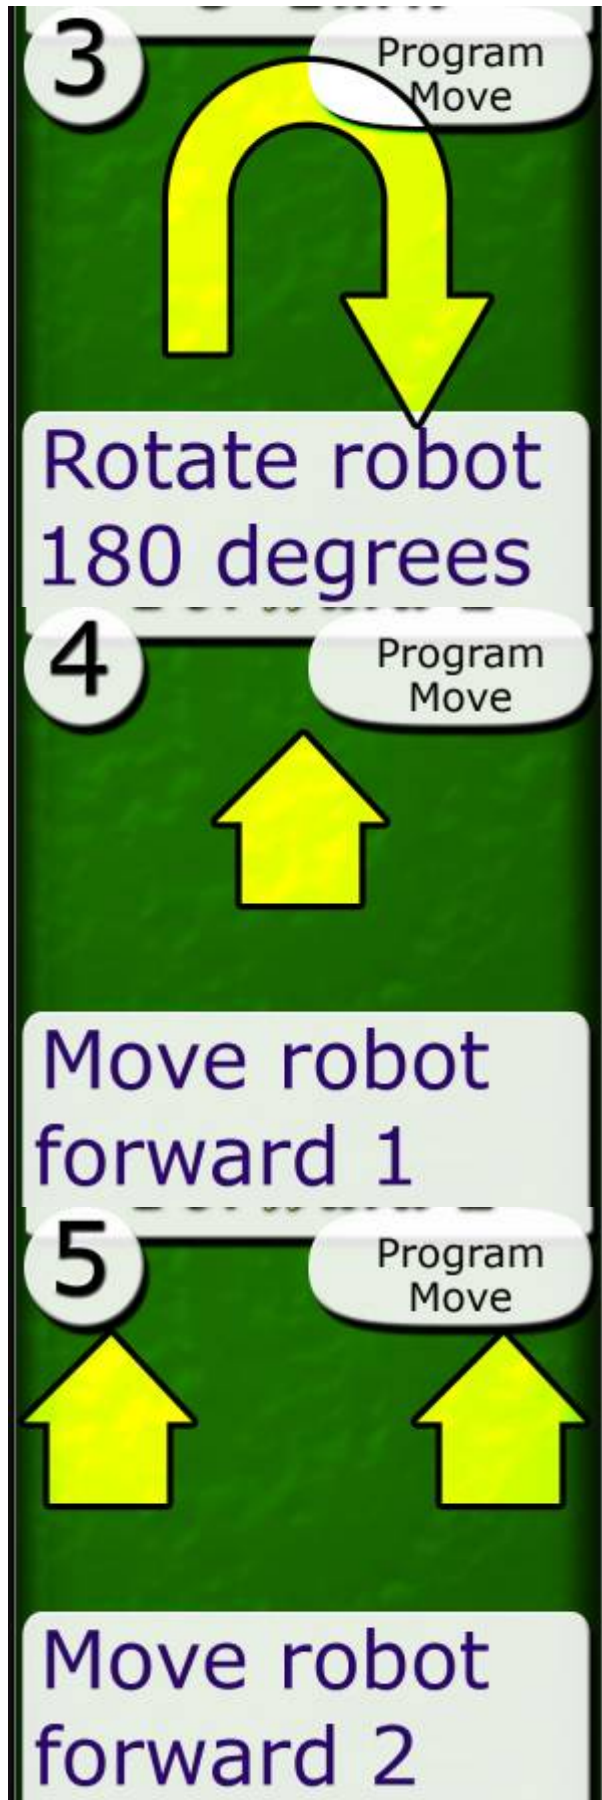 3
Program
Move
Rotate robot
180 degrees
4
Program
Move
Move robot
forward 1
5
Program
Move
Move robot
forward 2